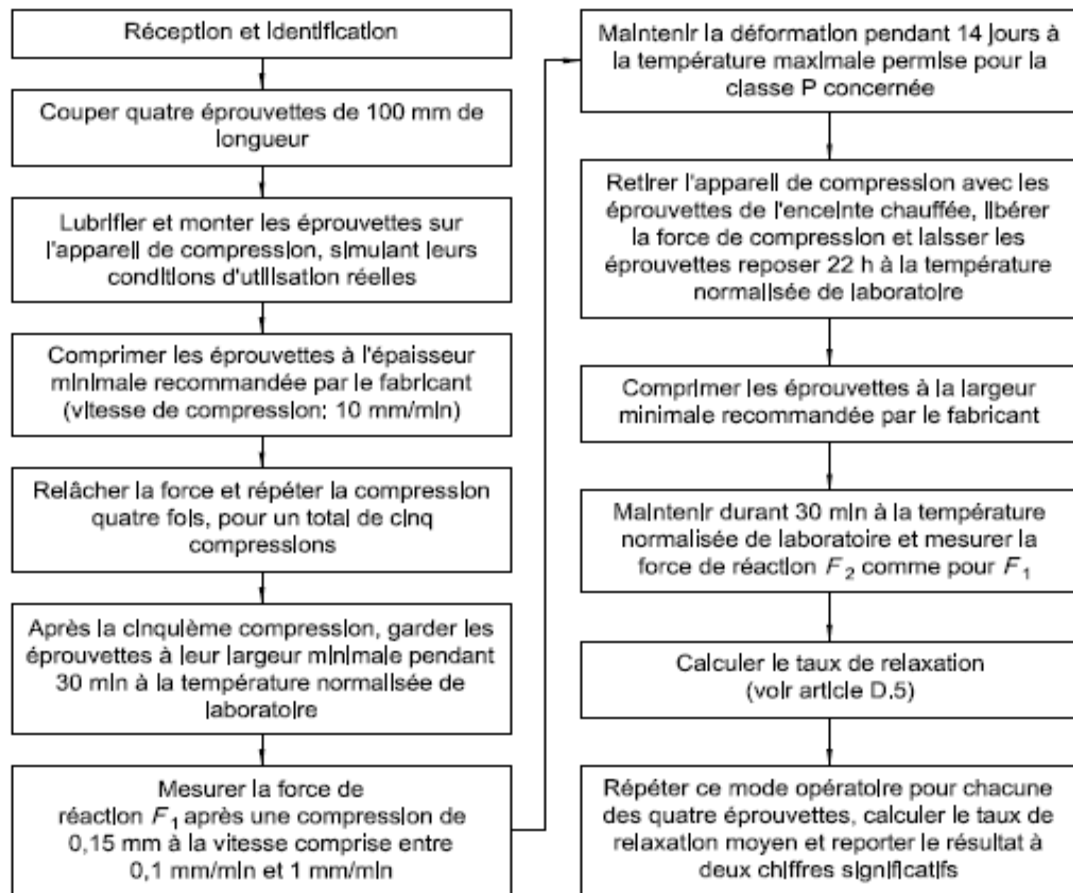 Réception et identification
Couper quatre éprouvettes de 100 mm de
longueur
Lubrifier et monter les éprouvettes sur
l'appareil de compression, simulant leurs
conditions d'utilisation réelles
Comprimer les éprouvettes à l'épaisseur
minimale recommandée par le fabricant
(vitesse de compression: 10 mm/min)
Relâcher la force et répéter la compression
quatre fois, pour un total de cinq
compressions
Après la cinquième compression, garder les
éprouvettes à leur largeur minimale pendant
30 min à la température normalisée de
laboratoire
Mesurer la force de
réaction F1 après une compression de
0,15 mm à la vitesse comprise entre
0,1 mm/min et 1 mm/min
Maintenir la déformation pendant 14 jours à
la température maximale permise pour la
classe P concernée
Retirer l'appareil de compression avec les
éprouvettes de l'enceinte chauffée, libérer
la force de compression et laisser les
éprouvettes reposer 22 h à la température
normalisée de laboratoire
Comprimer les éprouvettes à la largeur
minimale recommandée par le fabricant
Maintenir durant 30 min à la température
normalisée de laboratoire et mesurer la
force de réaction F2 comme pour F1
Calculer le taux de relaxation
(voir article D.5)
Répéter ce mode opératoire pour chacune
des quatre éprouvettes, calculer le taux de
relaxation moyen et reporter le résultat à
deux chiffres significatifs